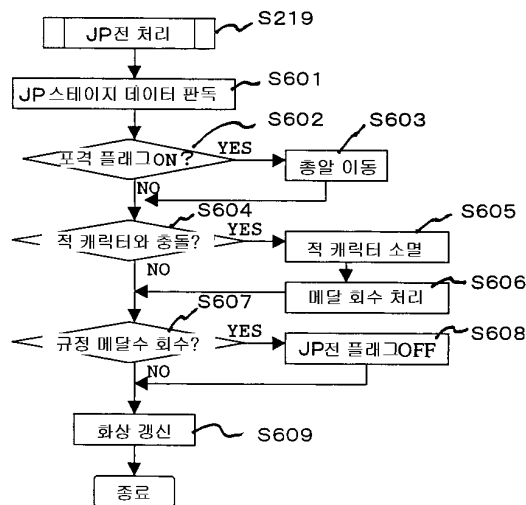 S219
JP전 처리
S601
JP스테이지 데이터 판독
S602
포격 플래그ON?
YES
S603
총알 이동
NO
S604
적 캐릭터와 충돌?
YES
S605
적 캐릭터 소멸
NO
S606
메달 회수 처리
S607
규정 메달수 회수?
YES
S608
JP전 플래그OFF
NO
화상 갱신
S609
종료